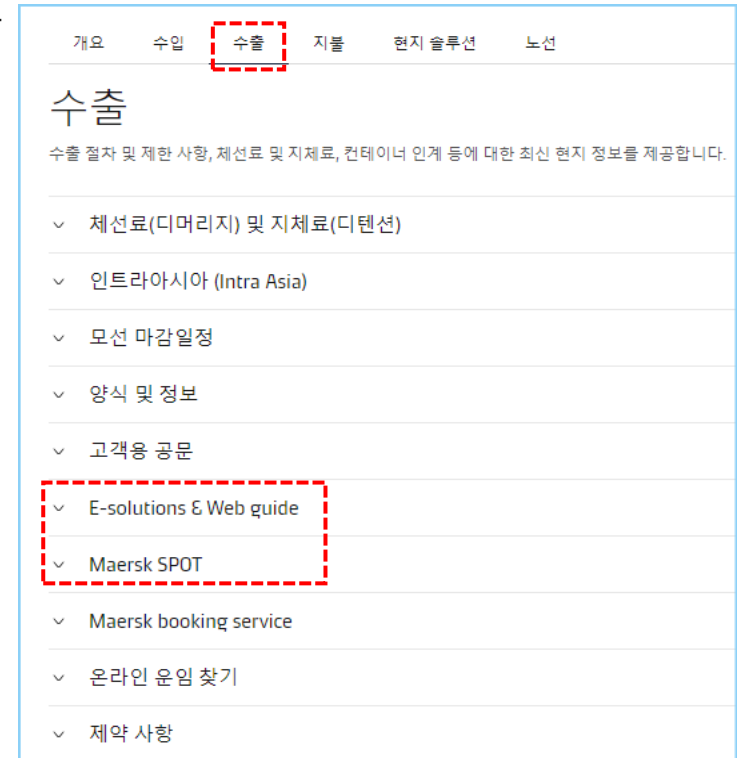 개요 수입 수출 지불 현지 솔루션 노선
수출
수출 절차 및 제한 사항, 체선료 및 지체료, 컨테이너 인계 등에 대한 최신 현지 정보를 제공합니다.
체선료(디머리지) 및 지체료(디텐션)
인트라아시아 (Intra Asia)
모선 마감일정
양식 및 정보
고객용 공문
E-solutions & Web guide
Maersk SPOT
Maersk booking service
온라인 운임 찾기
제약 사항